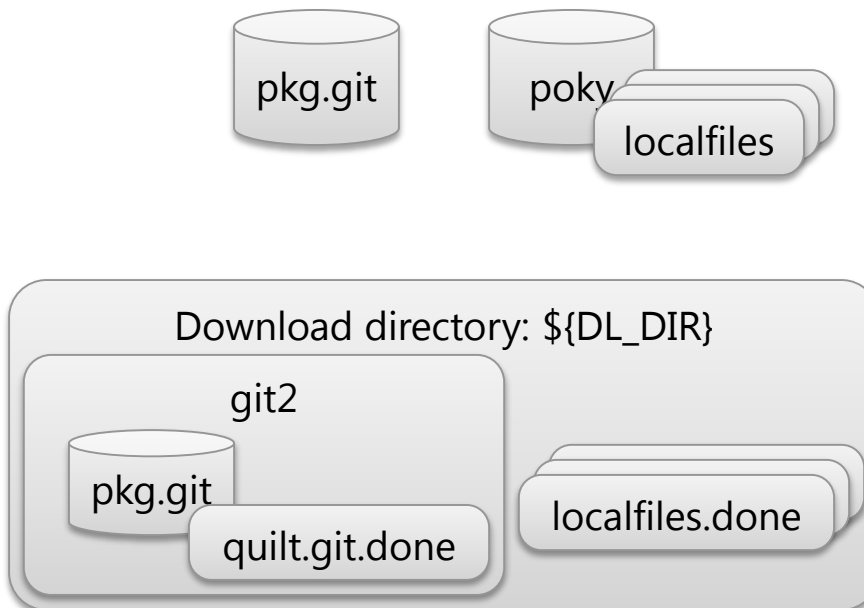 pkg.git
poky
localfiles
Download directory: ${DL_DIR}
git2
pkg.git
quilt.git.done
localfiles.done